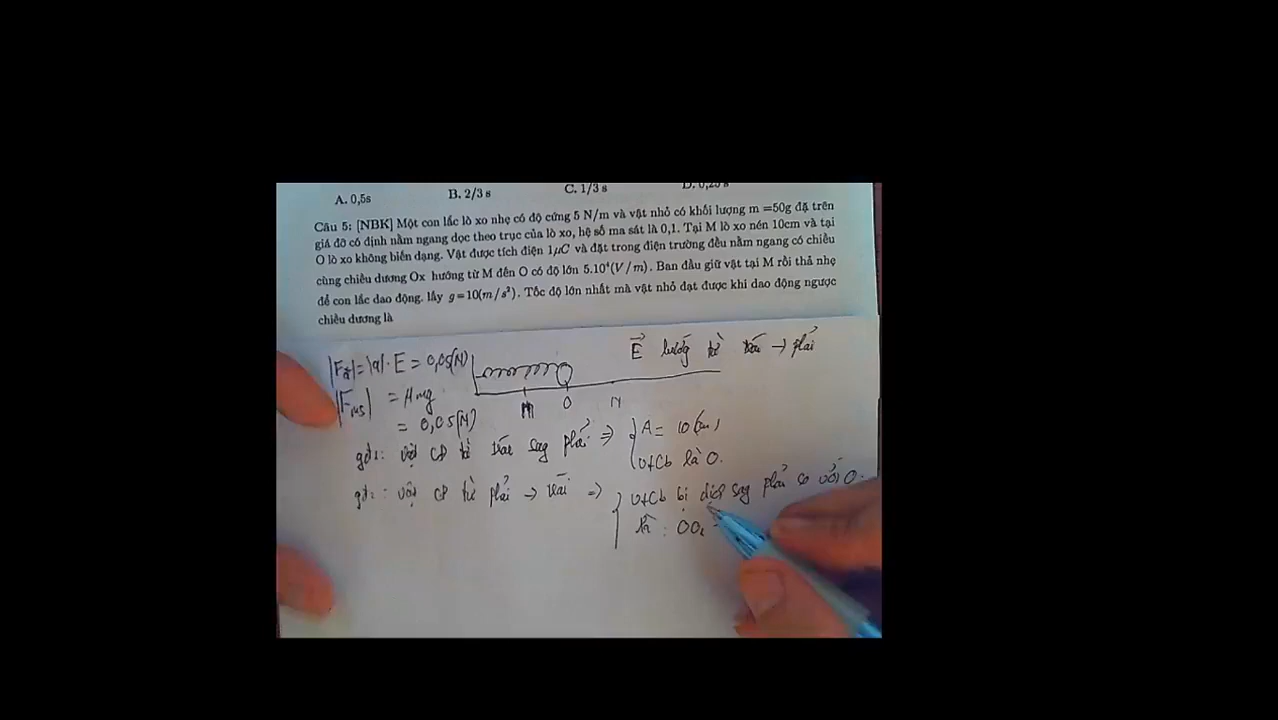 A. 0,5s B. 2/3 s C. 1/3 s D. 0,25 s
Câu 5: [NBK] Một con lắc lò xo nhẹ có độ cứng 5 N/m và vật nhỏ có khối lượng m =50g đặt trên
giá đỡ có định nằm ngang dọc theo trục của lò xo, hệ số ma sát là 0,1. Tại M lò xo nén 10cm và tại
O lò xo không biến dạng. Vật được tích điện 1μC và đặt trong điện trường đều nằm ngang có chiều
cùng chiều dương Ox hướng từ M đến O có độ lớn 5.10⁴(V/m). Ban đầu giữ vật tại M rồi thả nhẹ
để con lắc dao động. lấy g=10(m/s²). Tốc độ lớn nhất mà vật nhỏ đạt được khi dao động ngược
chiều dương là
E⃗ hướng từ trái → phải
|Fđ|=|q|·E = 0,05(N)
|Fms| = μmg
= 0,05(N)
M O N
gđ1: vật CĐ từ trái sang phải ⇒ { A = 10(cm)
VTCB là O.
gđ2: vật CĐ từ phải → trái ⇒ { VTCB bị dịch sang phải so với O.
là: OO₁